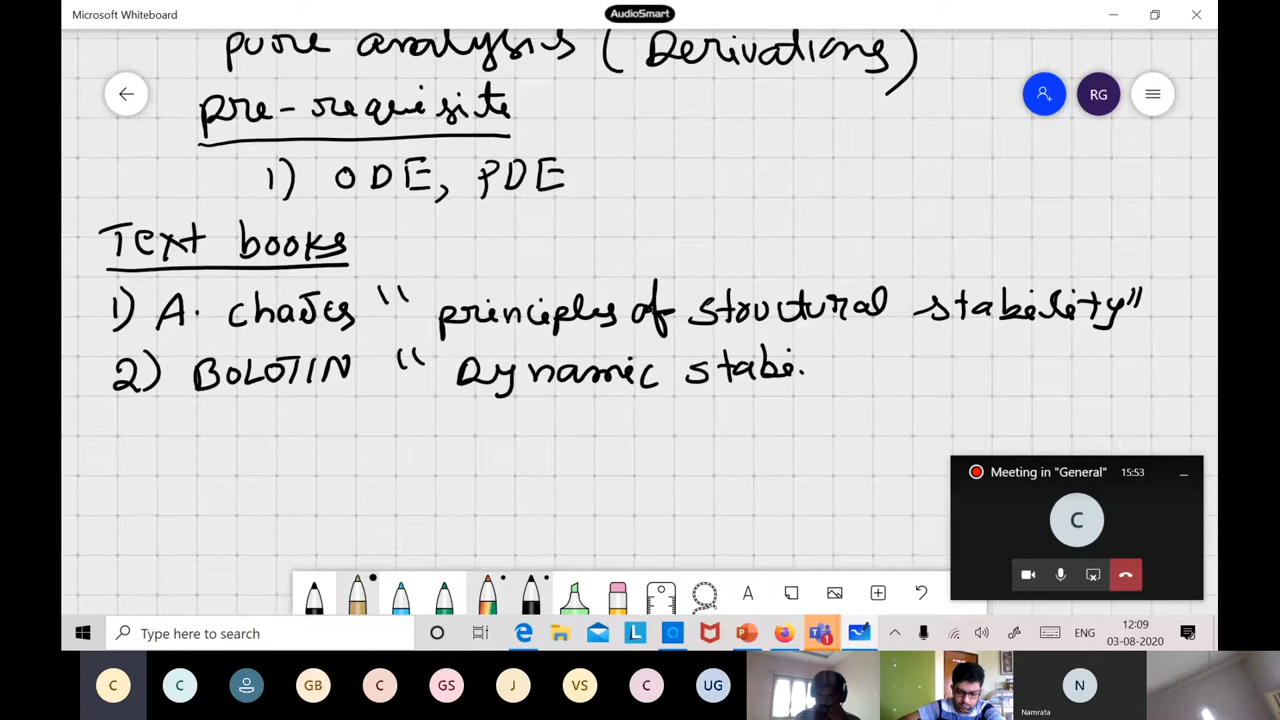 Microsoft Whiteboard
AudioSmart
pure analysis (Derivations)
pre-requisite
RG
1) ODE, PDE
Text books
1) A. Chajes “ principles of structural stability”
2) BOLOTIN “ Dynamic stabi.
Meeting in "General" 15:53
C
A
Type here to search
ENG
12:09
03-08-2020
C C GB C GS J VS C UG N
Namrata